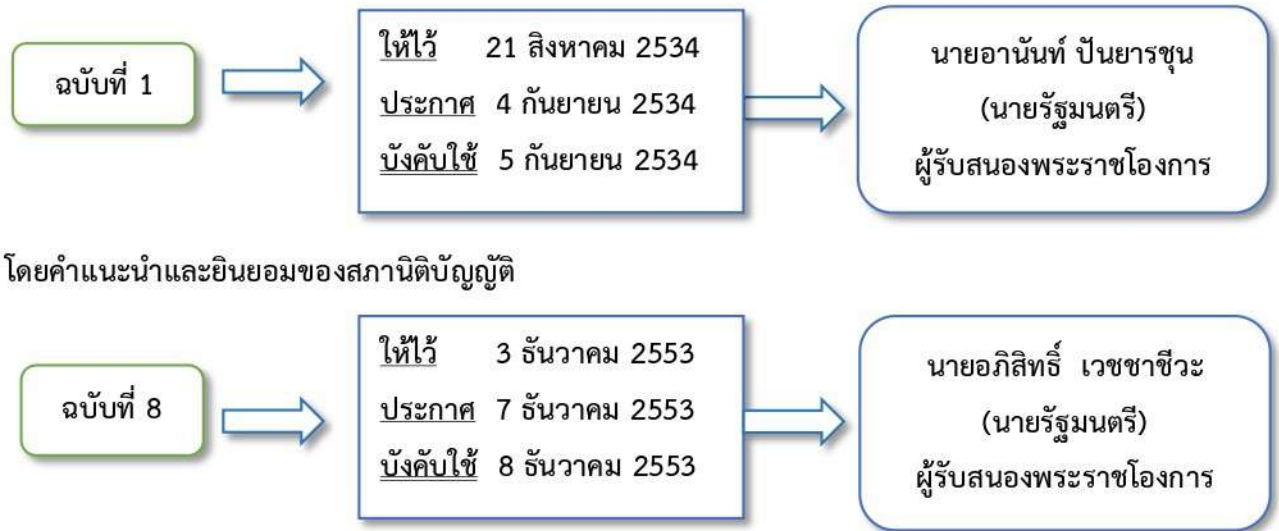 ฉบับที่ 1
ให้ไว้ 21 สิงหาคม 2534
ประกาศ 4 กันยายน 2534
บังคับใช้ 5 กันยายน 2534
นายอานันท์ ปันยารชุน
(นายรัฐมนตรี)
ผู้รับสนองพระราชโองการ
โดยคำแนะนำและยินยอมของสภานิติบัญญัติ
ฉบับที่ 8
ให้ไว้ 3 ธันวาคม 2553
ประกาศ 7 ธันวาคม 2553
บังคับใช้ 8 ธันวาคม 2553
นายอภิสิทธิ์ เวชชาชีวะ
(นายรัฐมนตรี)
ผู้รับสนองพระราชโองการ